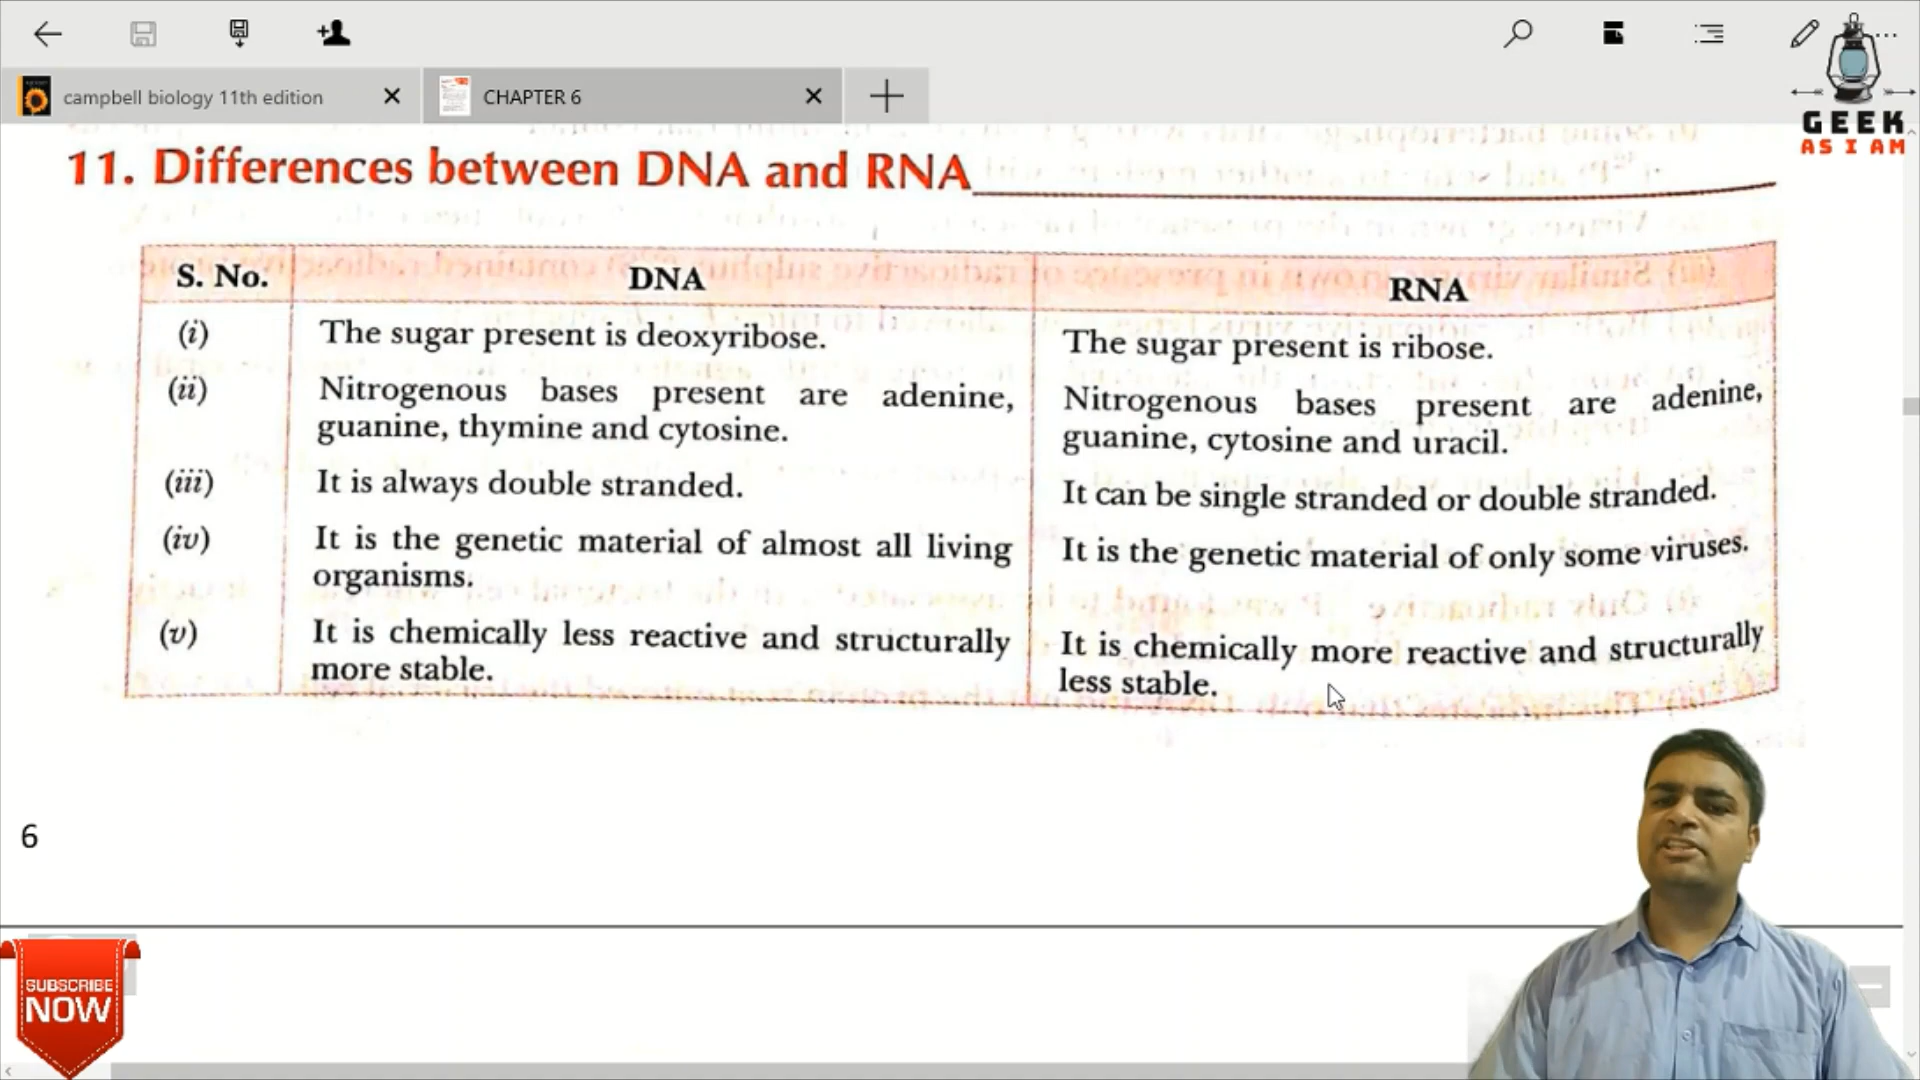 campbell biology 11th edition
CHAPTER 6
GEEK
AS I AM
11. Differences between DNA and RNA
S. No. DNA RNA
(i) The sugar present is deoxyribose. The sugar present is ribose.
(ii) Nitrogenous bases present are adenine, Nitrogenous bases present are adenine,
guanine, thymine and cytosine. guanine, cytosine and uracil.
(iii) It is always double stranded. It can be single stranded or double stranded.
(iv) It is the genetic material of almost all living It is the genetic material of only some viruses.
organisms.
(v) It is chemically less reactive and structurally It is chemically more reactive and structurally
more stable. less stable.
6
SUBSCRIBE
NOW